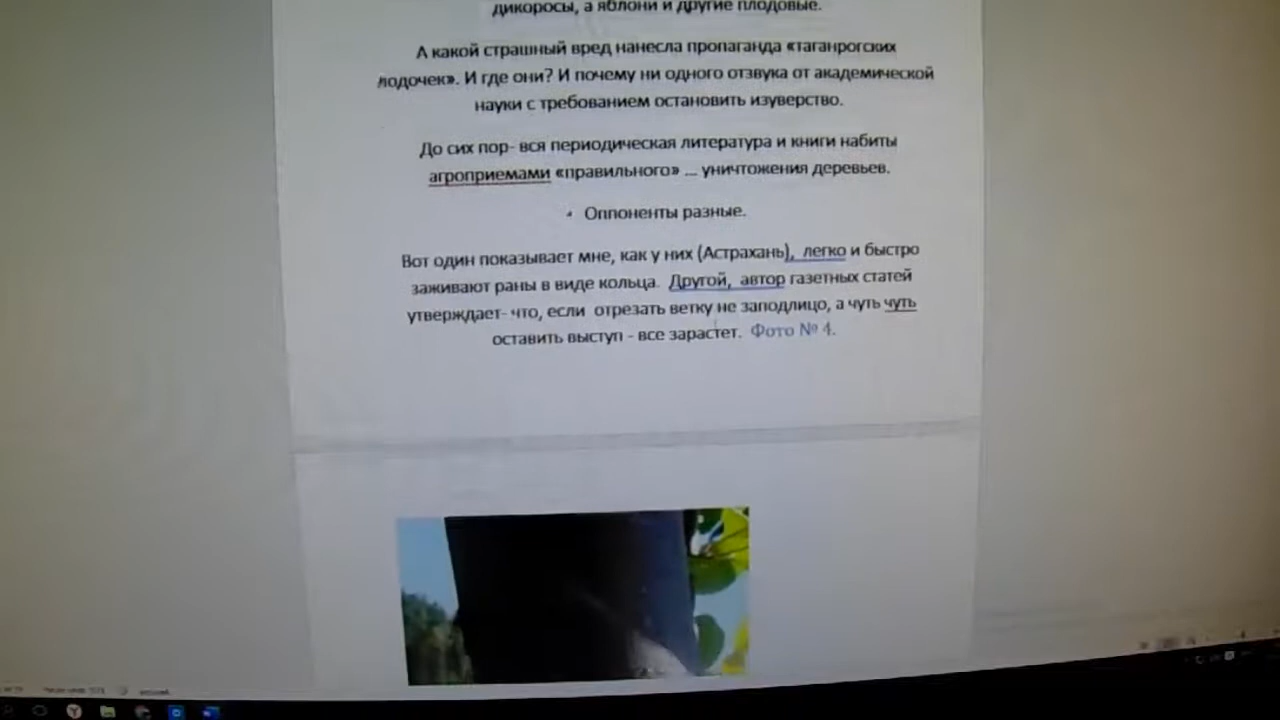 дикоросы, а яблони и другие плодовые.
А какой страшный вред нанесла пропаганда «таганрогских
лодочек». И где они? И почему ни одного отзвука от академической
науки с требованием остановить изуверство.
До сих пор- вся периодическая литература и книги набиты
агроприемами «правильного» ... уничтожения деревьев.
Оппоненты разные.
Вот один показывает мне, как у них (Астрахань), легко и быстро
заживают раны в виде кольца. Другой, автор газетных статей
утверждает- что, если отрезать ветку не заподлицо, а чуть чуть
оставить выступ - все зарастет. Фото № 4.